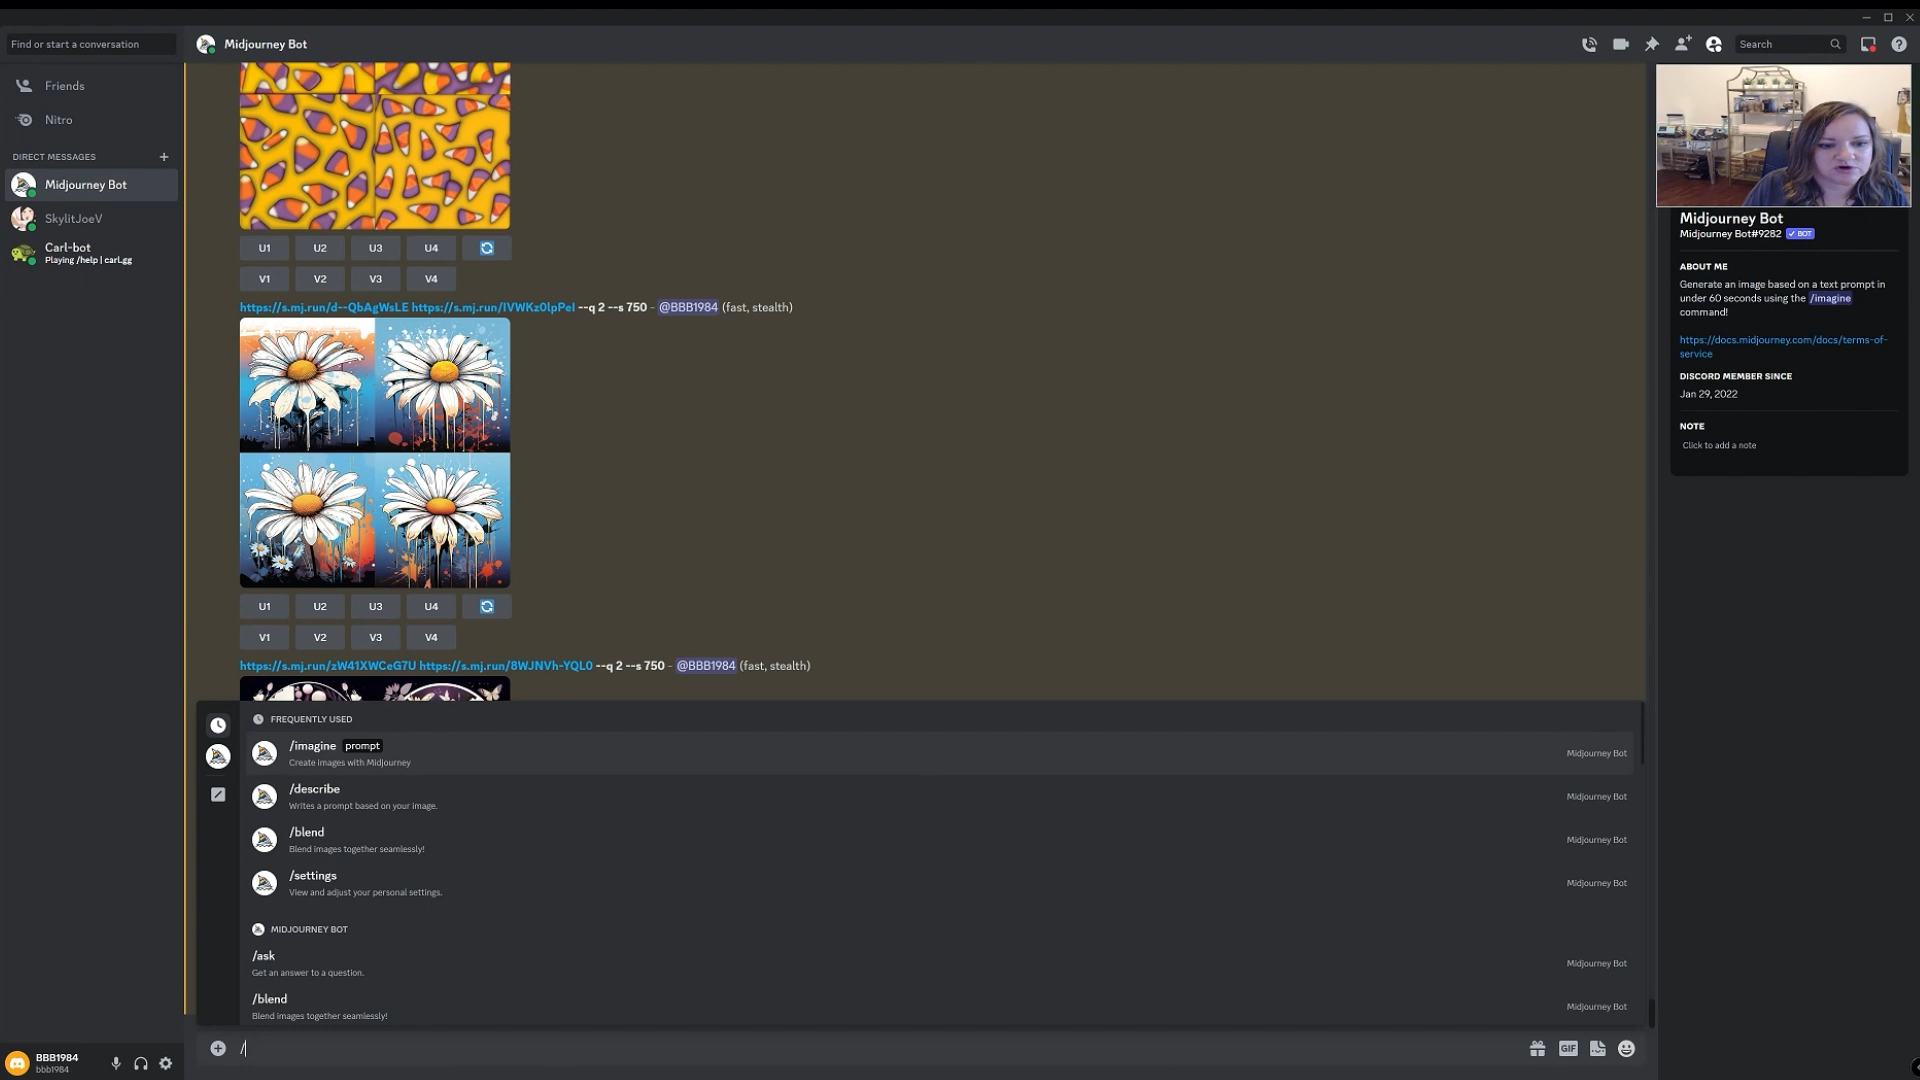 Find or start a conversation
Midjourney Bot
Search
Friends
Nitro
DIRECT MESSAGES
Midjourney Bot
SkylitJoeV
Carl-bot
Playing /help | carl.gg
U1 U2 U3 U4
V1 V2 V3 V4
https://s.mj.run/d--QbAgWsLE https://s.mj.run/IVWKz0lpPeI --q 2 --s 750 - @BBB1984 (fast, stealth)
U1 U2 U3 U4
V1 V2 V3 V4
https://s.mj.run/zW41XWCeG7U https://s.mj.run/8WJNVh-YQL0 --q 2 --s 750 - @BBB1984 (fast, stealth)
FREQUENTLY USED
/imagine prompt
Create images with Midjourney
Midjourney Bot
/describe
Writes a prompt based on your image.
Midjourney Bot
/blend
Blend images together seamlessly!
Midjourney Bot
/settings
View and adjust your personal settings.
Midjourney Bot
MIDJOURNEY BOT
/ask
Get an answer to a question.
Midjourney Bot
/blend
Blend images together seamlessly!
Midjourney Bot
/
GIF
BBB1984
bbb1984
Midjourney Bot
Midjourney Bot#9282 ✓ BOT
ABOUT ME
Generate an image based on a text prompt in
under 60 seconds using the /imagine
command!
https://docs.midjourney.com/docs/terms-of-
service
DISCORD MEMBER SINCE
Jan 29, 2022
NOTE
Click to add a note